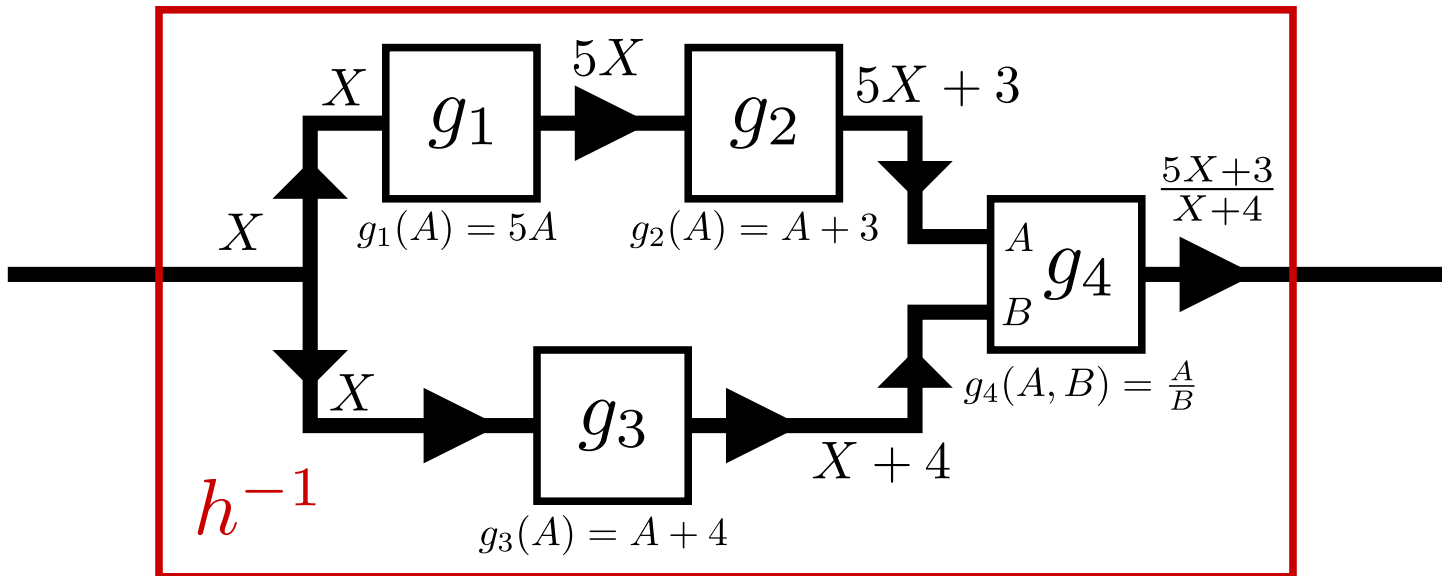 5X
X
5X + 3
g₁
g₂
5X+3
X+4
X
g₁(A) = 5A
g₂(A) = A + 3
A
g₄
B
X
g₄(A, B) = A/B
g₃
X + 4
h⁻¹
g₃(A) = A + 4